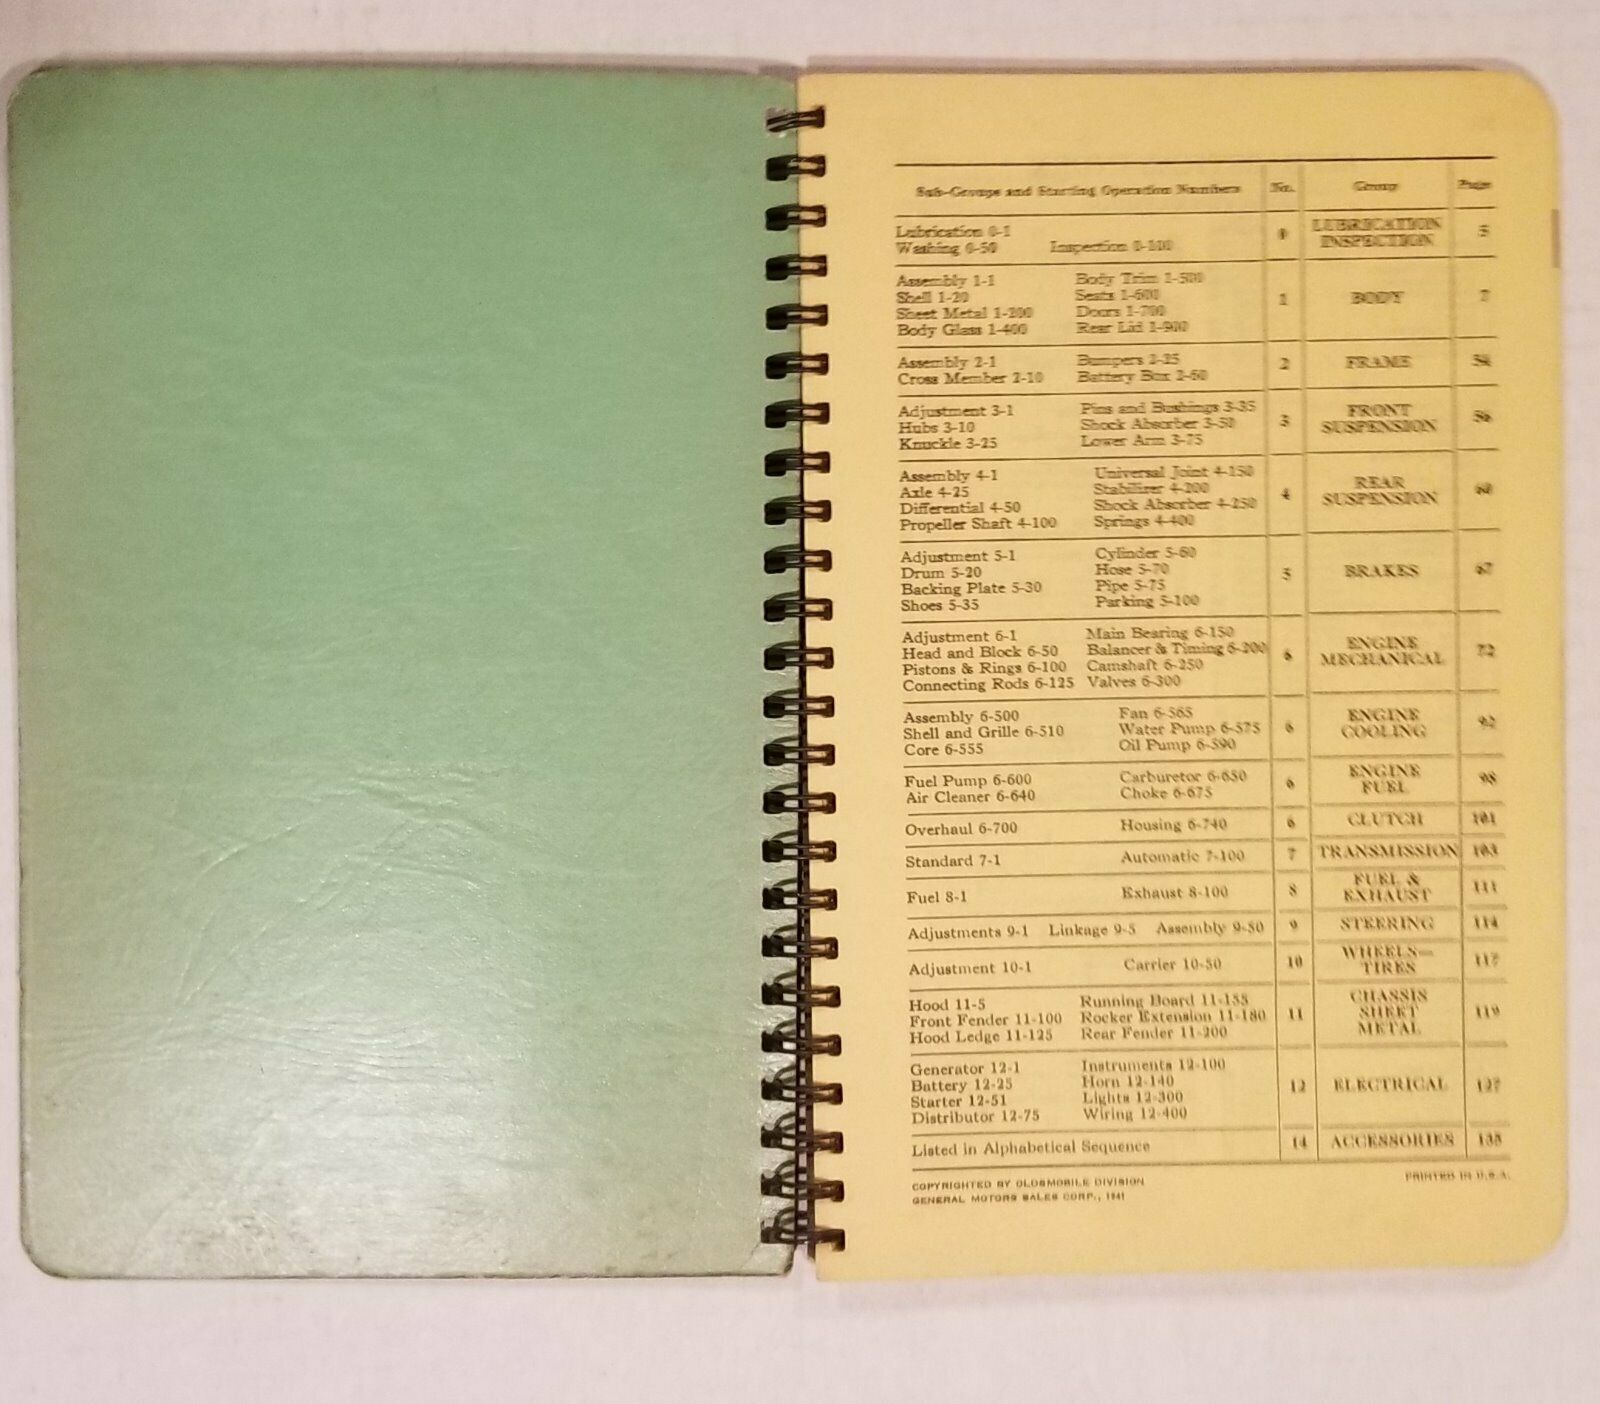 Sub-Groups and Starting Operation Numbers No. Group Page
Lubrication 0-1
Washing 0-50 Inspection 0-100 0 LUBRICATION INSPECTION 5
Assembly 1-1 Body Trim 1-500
Shell 1-20 Seats 1-600
Sheet Metal 1-200 Doors 1-700
Body Glass 1-400 Rear Lid 1-900
1 BODY 7
Assembly 2-1 Bumpers 2-25
Cross Member 2-10 Battery Box 2-60
2 FRAME 54
Adjustment 3-1 Pins and Bushings 3-35
Hubs 3-10 Shock Absorber 3-50
Knuckle 3-25 Lower Arm 3-75
3 FRONT SUSPENSION 56
Assembly 4-1 Universal Joint 4-150
Axle 4-25 Stabilizer 4-200
Differential 4-50 Shock Absorber 4-250
Propeller Shaft 4-100 Springs 4-400
4 REAR SUSPENSION 60
Adjustment 5-1 Cylinder 5-60
Drum 5-20 Hose 5-70
Backing Plate 5-30 Pipe 5-75
Shoes 5-35 Parking 5-100
5 BRAKES 67
Adjustment 6-1 Main Bearing 6-150
Head and Block 6-50 Balancer & Timing 6-200
Pistons & Rings 6-100 Camshaft 6-250
Connecting Rods 6-125 Valves 6-300
6 ENGINE MECHANICAL 72
Assembly 6-500 Fan 6-565
Shell and Grille 6-510 Water Pump 6-575
Core 6-555 Oil Pump 6-590
6 ENGINE COOLING 92
Fuel Pump 6-600 Carburetor 6-650
Air Cleaner 6-640 Choke 6-675
6 ENGINE FUEL 98
Overhaul 6-700 Housing 6-740 6 CLUTCH 101
Standard 7-1 Automatic 7-100 7 TRANSMISSION 103
Fuel 8-1 Exhaust 8-100 8 FUEL & EXHAUST 111
Adjustments 9-1 Linkage 9-5 Assembly 9-50 9 STEERING 114
Adjustment 10-1 Carrier 10-50 10 WHEELS—TIRES 117
Hood 11-5 Running Board 11-155
Front Fender 11-100 Rocker Extension 11-180
Hood Ledge 11-125 Rear Fender 11-200
11 CHASSIS SHEET METAL 119
Generator 12-1 Instruments 12-100
Battery 12-25 Horn 12-140
Starter 12-51 Lights 12-300
Distributor 12-75 Wiring 12-400
12 ELECTRICAL 127
Listed in Alphabetical Sequence 14 ACCESSORIES 135
COPYRIGHTED BY OLDSMOBILE DIVISION PRINTED IN U.S.A.
GENERAL MOTORS SALES CORP., 1941